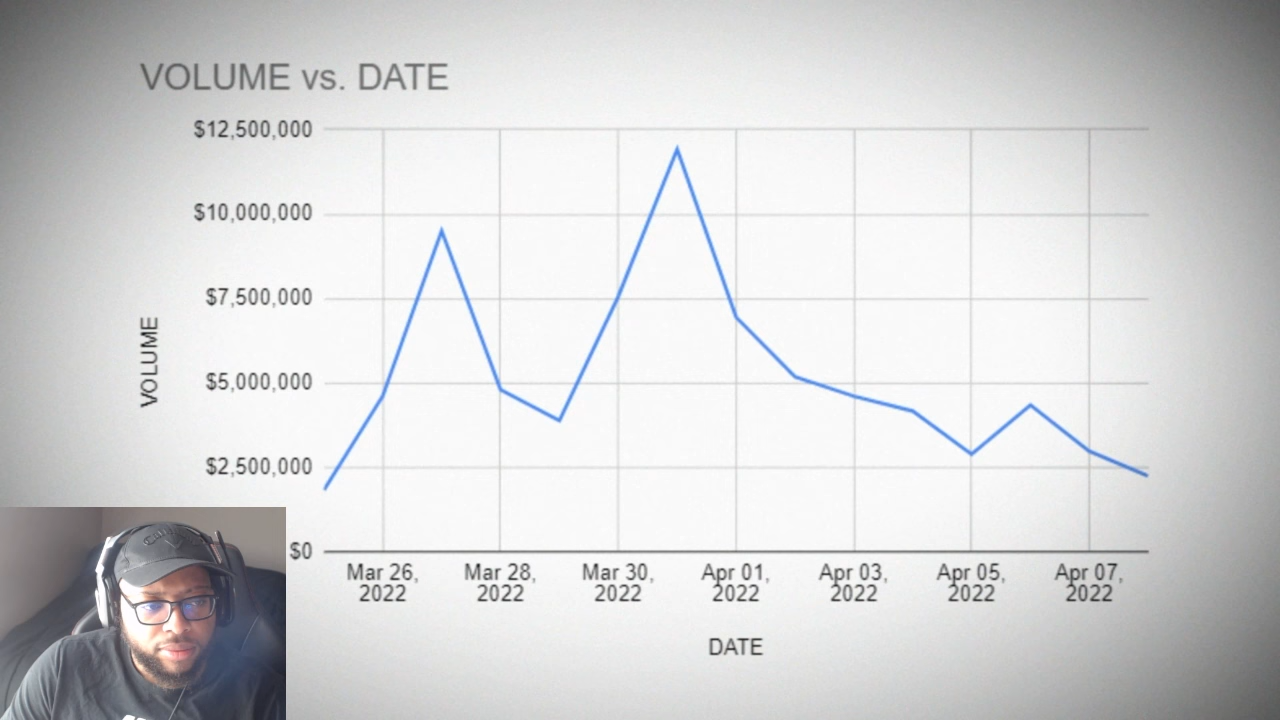 VOLUME vs. DATE
$12,500,000
$10,000,000
$7,500,000
$5,000,000
$2,500,000
$0
VOLUME
Mar 26, 2022
Mar 28, 2022
Mar 30, 2022
Apr 01, 2022
Apr 03, 2022
Apr 05, 2022
Apr 07, 2022
DATE